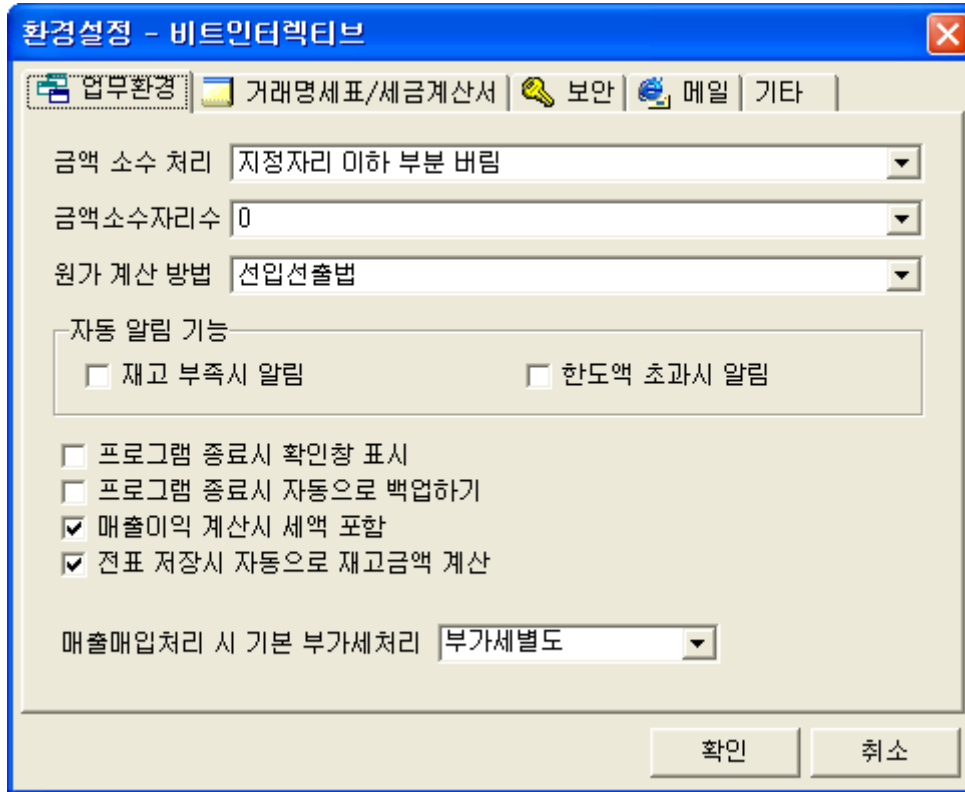 환경설정 - 비트인터렉티브
업무환경 거래명세표/세금계산서 보안 메일 기타
금액 소수 처리 지정자리 이하 부분 버림
금액소수자리수 0
원가 계산 방법 선입선출법
자동 알림 기능
재고 부족시 알림 한도액 초과시 알림
프로그램 종료시 확인창 표시
프로그램 종료시 자동으로 백업하기
매출이익 계산시 세액 포함
전표 저장시 자동으로 재고금액 계산
매출매입처리 시 기본 부가세처리 부가세별도
확인 취소